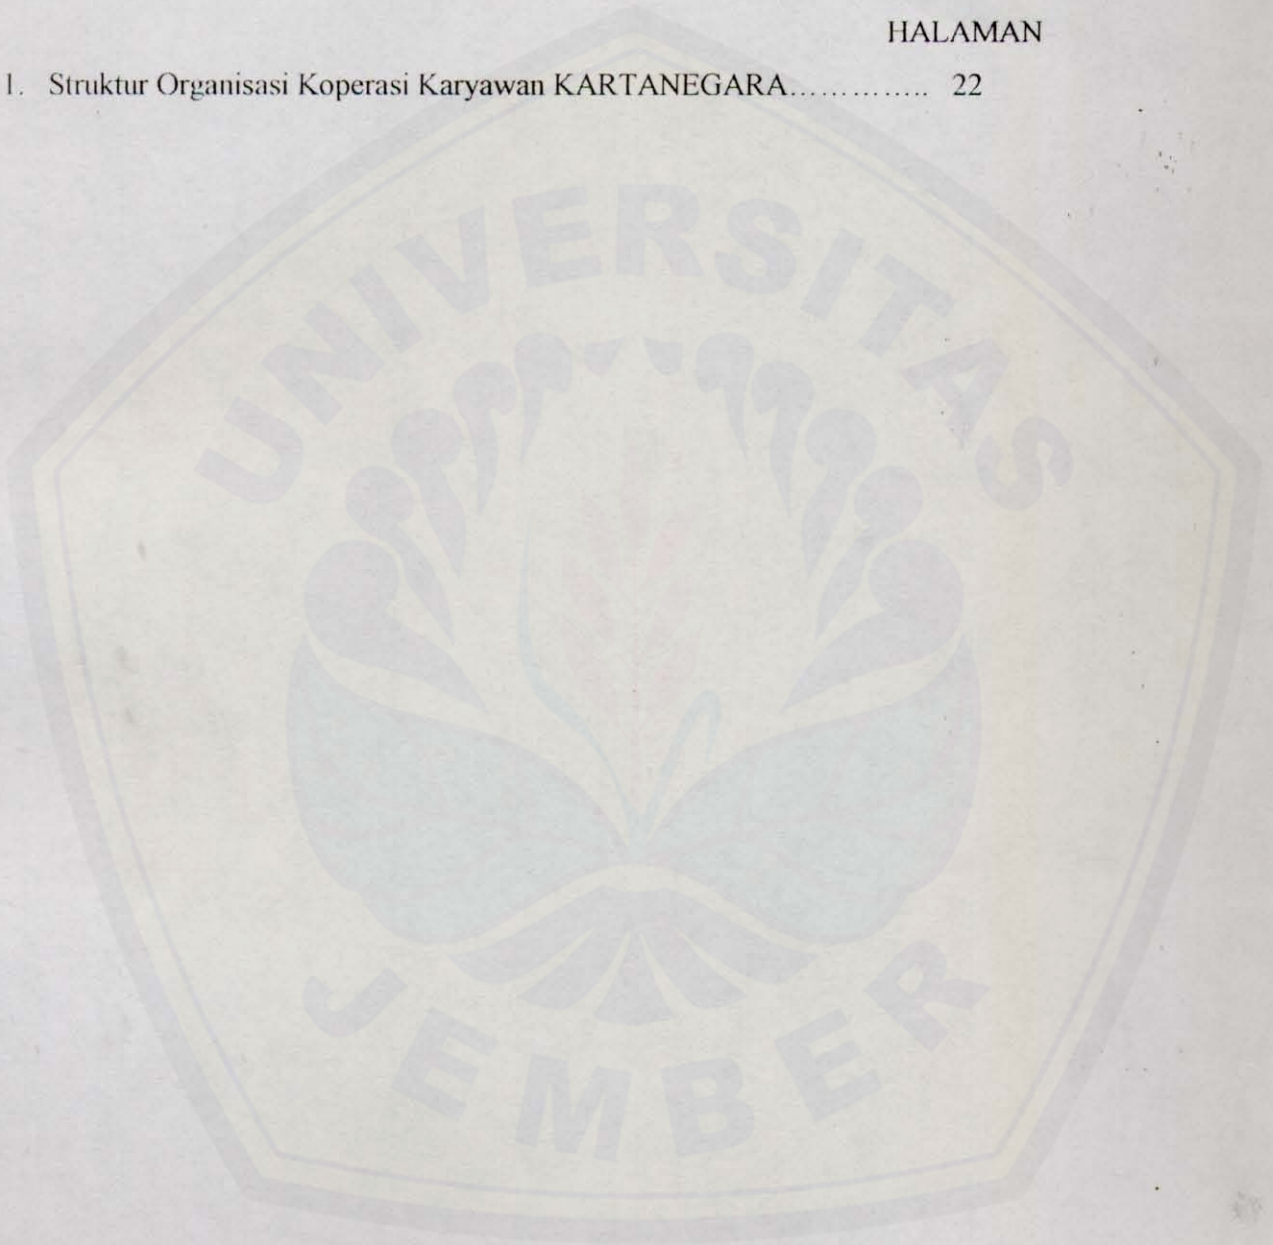 HALAMAN
1. Struktur Organisasi Koperasi Karyawan KARTANEGARA.............. 22
UNIVERSITAS
JEMBER